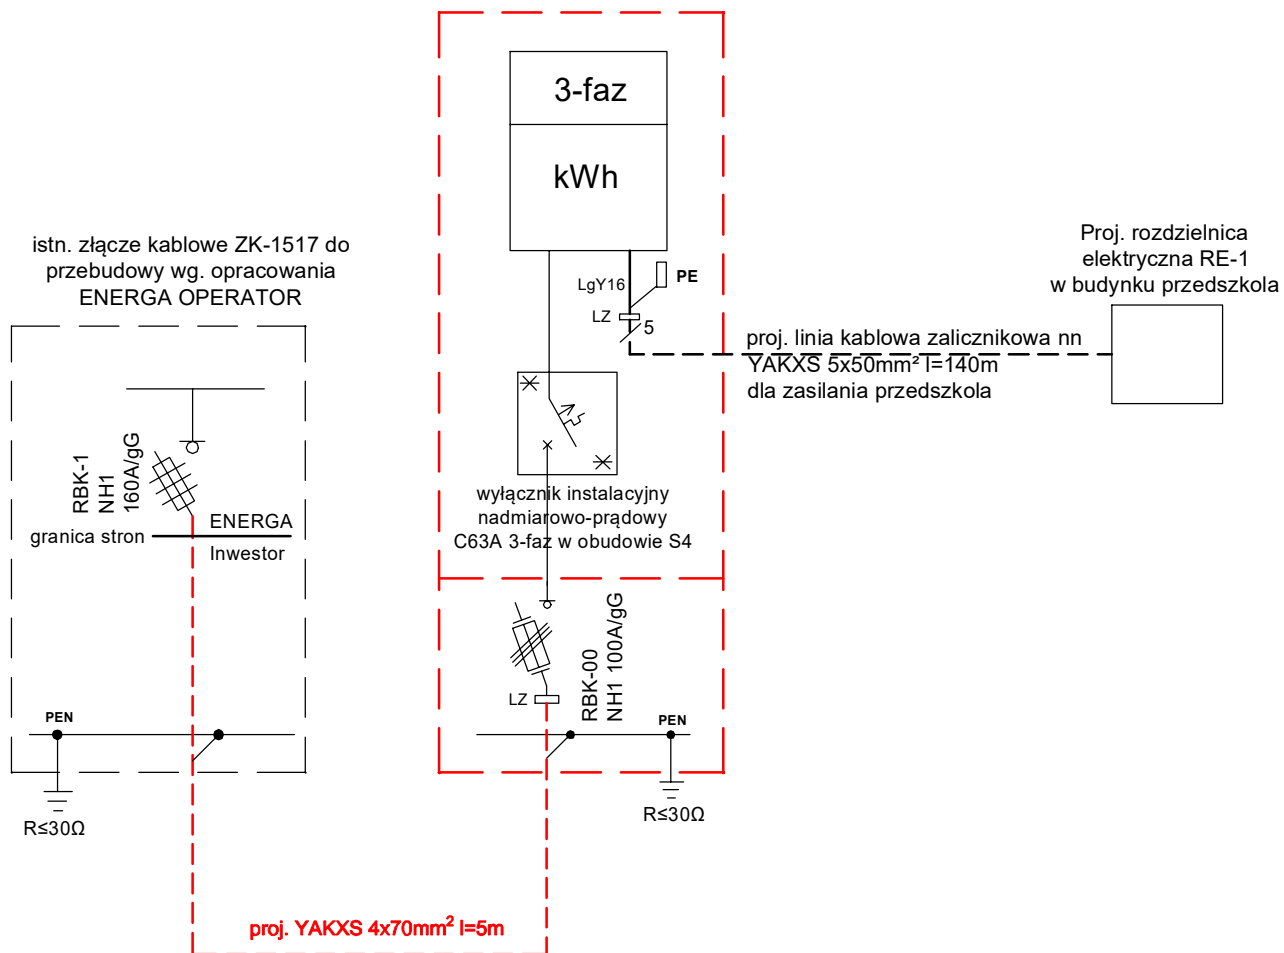 istn. złącze kablowe ZK-1517 do
przebudowy wg. opracowania
ENERGA OPERATOR
RBK-1
NH1
160A/gG
granica stron
ENERGA
Inwestor
PEN
R≤30Ω
3-faz
kWh
LgY16
PE
LZ
5
wyłącznik instalacyjny
nadmiarowo-prądowy
C63A 3-faz w obudowie S4
RBK-00
NH1 100A/gG
LZ
PEN
R≤30Ω
proj. YAKXS 4x70mm² l=5m
proj. linia kablowa zalicznikowa nn
YAKXS 5x50mm² l=140m
dla zasilania przedszkola
Proj. rozdzielnica
elektryczna RE-1
w budynku przedszkola